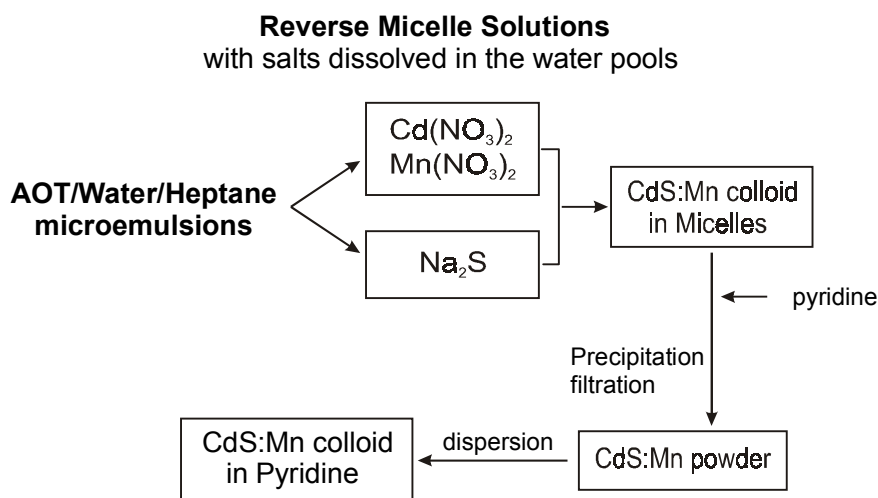 Reverse Micelle Solutions
with salts dissolved in the water pools
Cd(NO₃)₂
Mn(NO₃)₂
AOT/Water/Heptane
microemulsions
Na₂S
CdS:Mn colloid
in Micelles
pyridine
Precipitation
filtration
CdS:Mn colloid
in Pyridine
dispersion
CdS:Mn powder